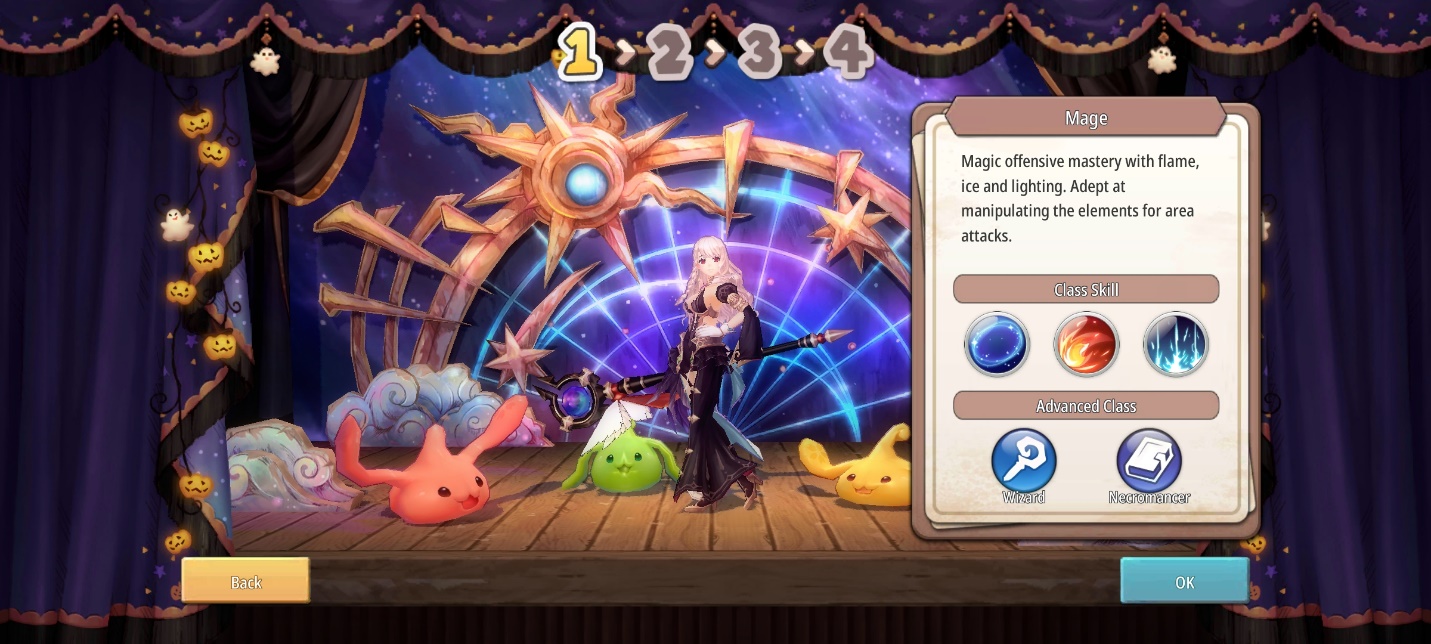 1 2 3 4
Mage
Magic offensive mastery with flame,
ice and lighting. Adept at
manipulating the elements for area
attacks.
Class Skill
Advanced Class
Wizard Necromancer
Back OK